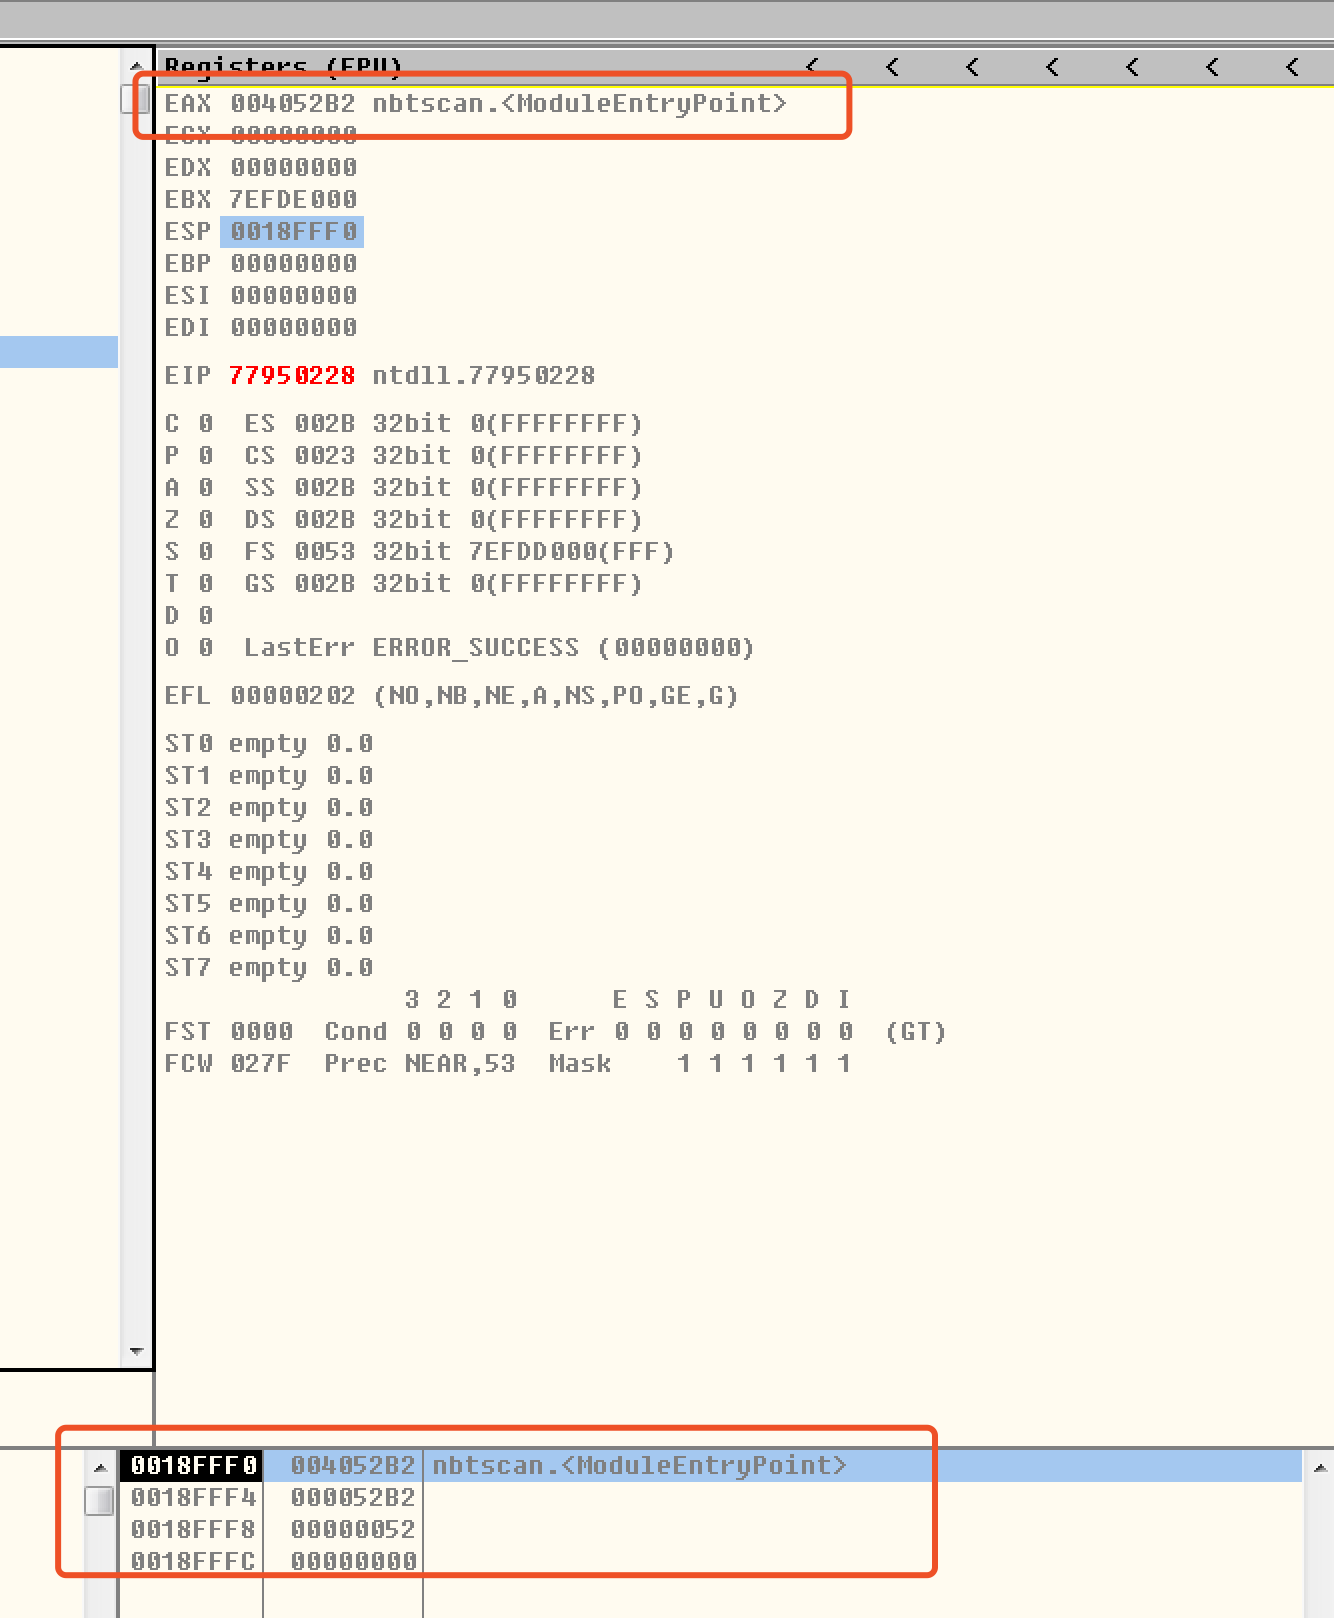 Registers (FPU) < < < < < < <
EAX 004052B2 nbtscan.<ModuleEntryPoint>
ECX 00000000
EDX 00000000
EBX 7EFDE000
ESP 0018FFF0
EBP 00000000
ESI 00000000
EDI 00000000
EIP 77950228 ntdll.77950228
C 0 ES 002B 32bit 0(FFFFFFFF)
P 0 CS 0023 32bit 0(FFFFFFFF)
A 0 SS 002B 32bit 0(FFFFFFFF)
Z 0 DS 002B 32bit 0(FFFFFFFF)
S 0 FS 0053 32bit 7EFDD000(FFF)
T 0 GS 002B 32bit 0(FFFFFFFF)
D 0
O 0 LastErr ERROR_SUCCESS (00000000)
EFL 00000202 (NO,NB,NE,A,NS,PO,GE,G)
ST0 empty 0.0
ST1 empty 0.0
ST2 empty 0.0
ST3 empty 0.0
ST4 empty 0.0
ST5 empty 0.0
ST6 empty 0.0
ST7 empty 0.0
3 2 1 0 E S P U O Z D I
FST 0000 Cond 0 0 0 0 Err 0 0 0 0 0 0 0 0 (GT)
FCW 027F Prec NEAR,53 Mask 1 1 1 1 1 1
0018FFF0 004052B2 nbtscan.<ModuleEntryPoint>
0018FFF4 000052B2
0018FFF8 00000052
0018FFFC 00000000